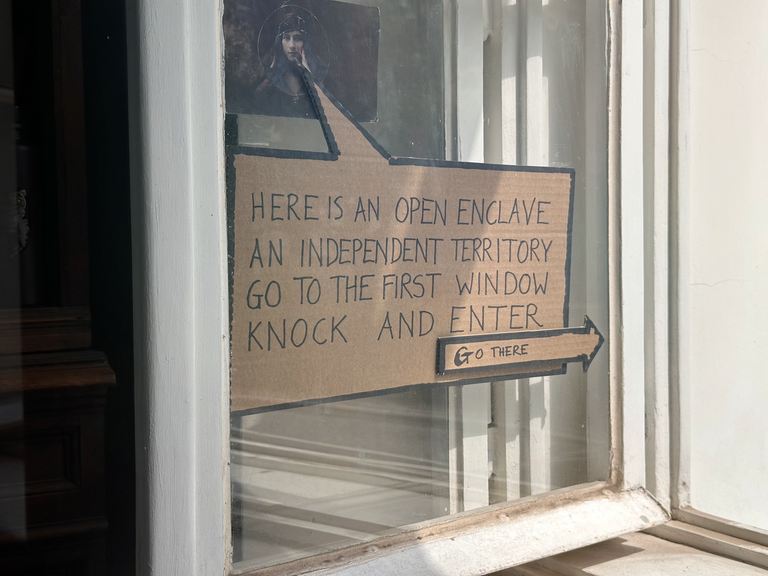 HERE IS AN OPEN ENCLAVE
AN INDEPENDENT TERRITORY
GO TO THE FIRST WINDOW
KNOCK AND ENTER
GO THERE